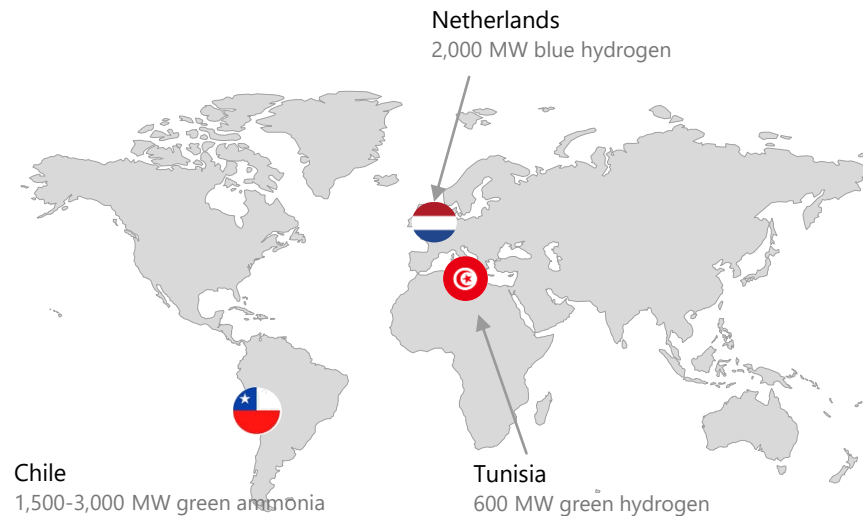 Netherlands
2,000 MW blue hydrogen
Chile
1,500-3,000 MW green ammonia
Tunisia
600 MW green hydrogen